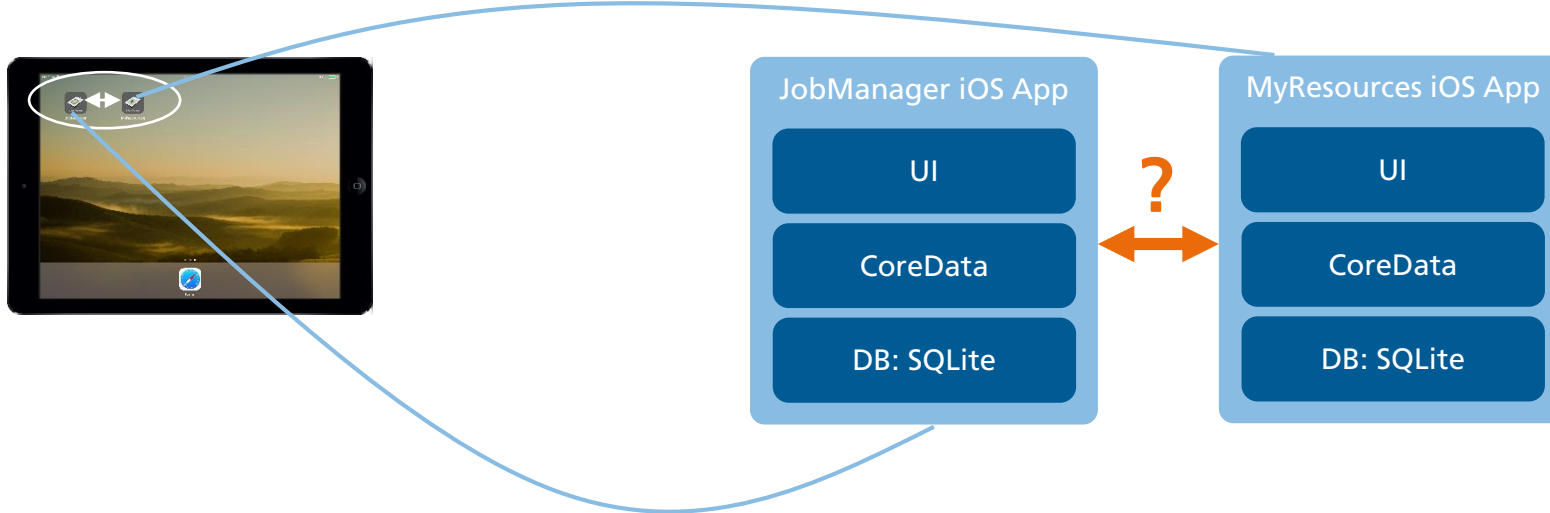 JobManager iOS App
UI
CoreData
DB: SQLite
?
MyResources iOS App
UI
CoreData
DB: SQLite